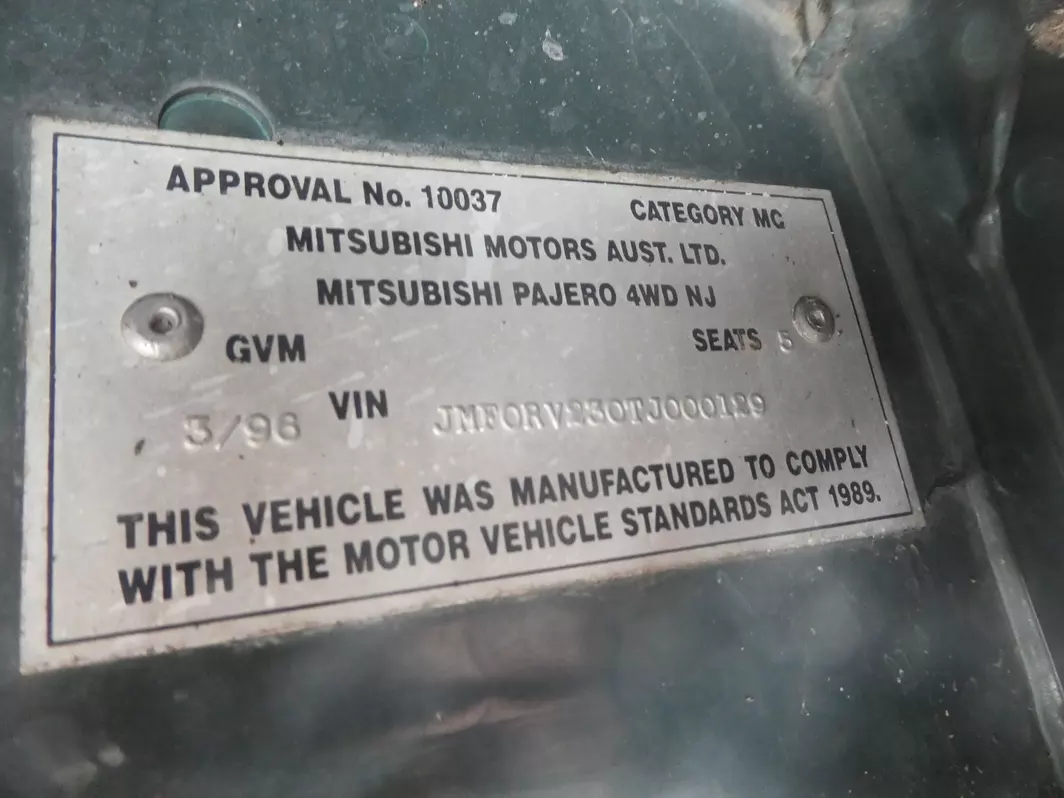 APPROVAL No. 10037 CATEGORY MC
MITSUBISHI MOTORS AUST. LTD.
MITSUBISHI PAJERO 4WD NJ
GVM SEATS 5
3/96 VIN JMF0RV230TJ000129
THIS VEHICLE WAS MANUFACTURED TO COMPLY
WITH THE MOTOR VEHICLE STANDARDS ACT 1989.